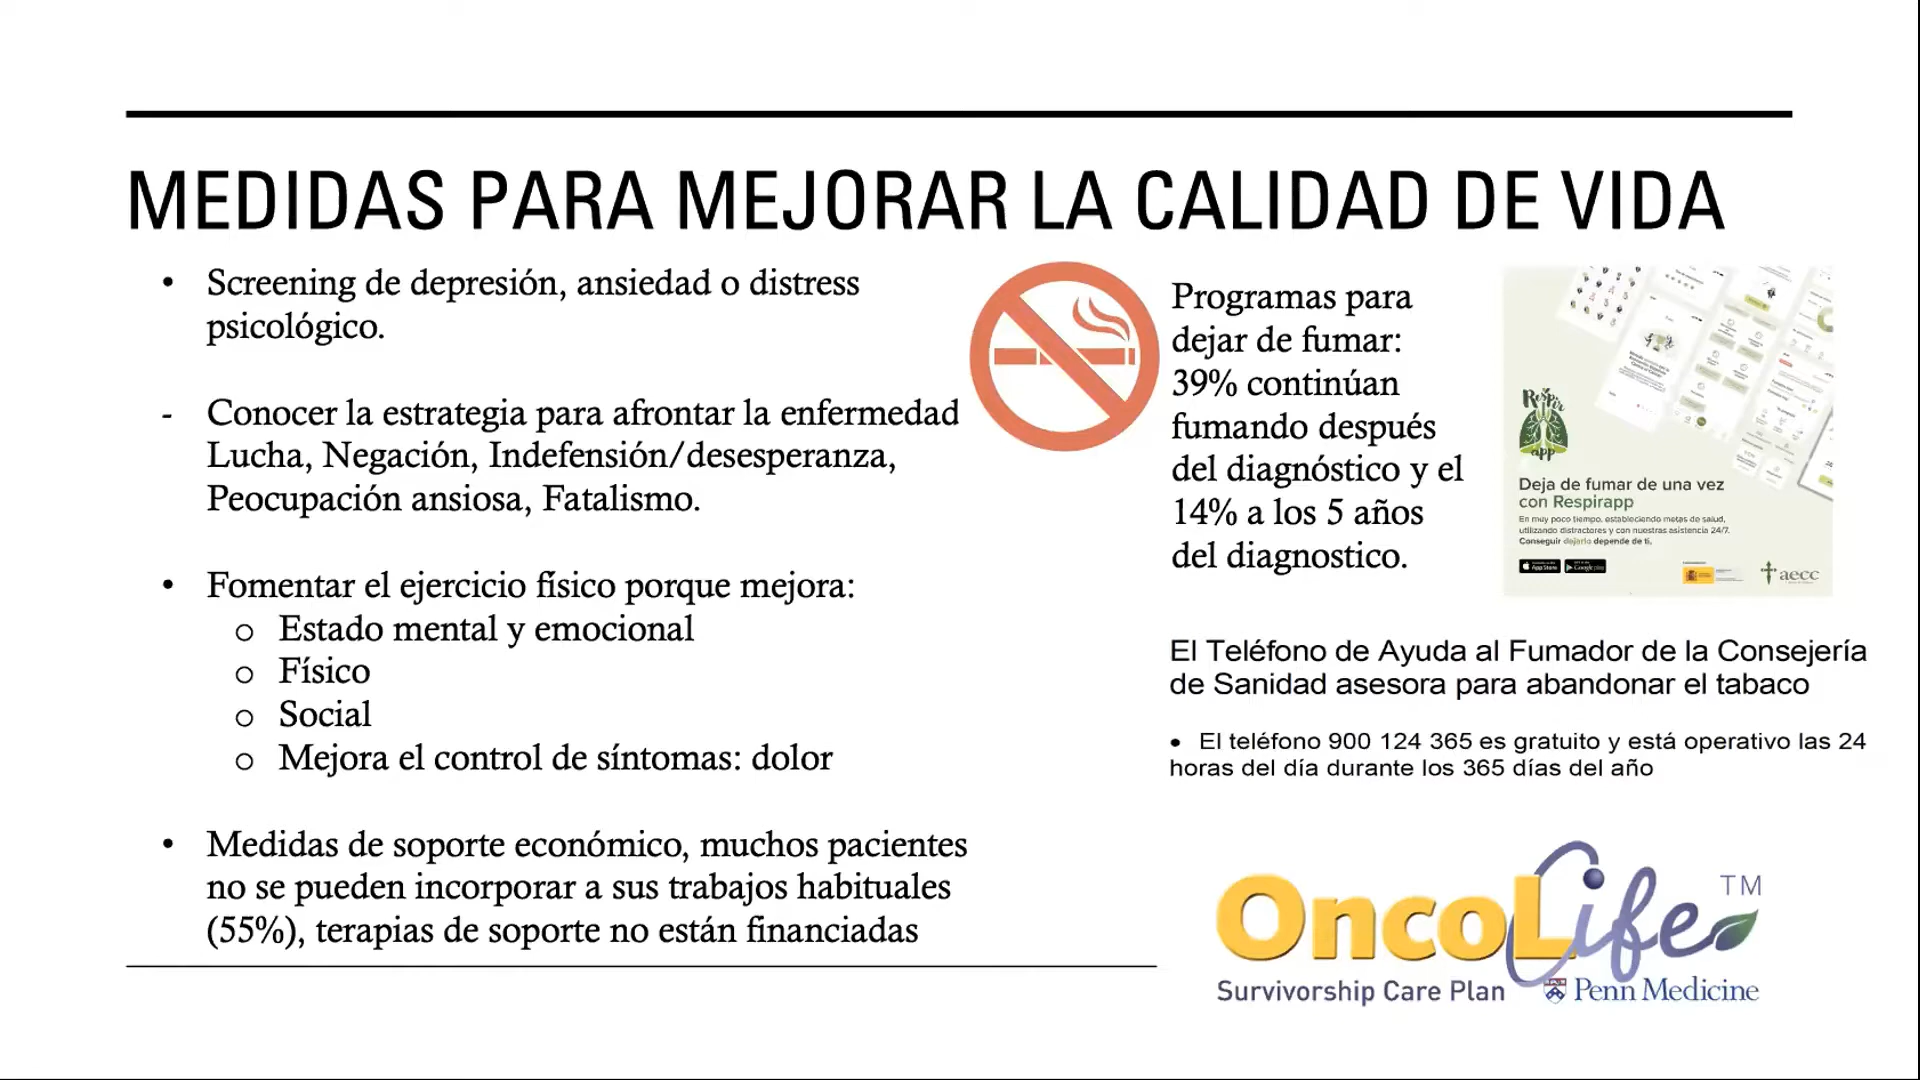 MEDIDAS PARA MEJORAR LA CALIDAD DE VIDA
• Screening de depresión, ansiedad o distress
psicológico.
- Conocer la estrategia para afrontar la enfermedad
Lucha, Negación, Indefensión/desesperanza,
Peocupación ansiosa, Fatalismo.
• Fomentar el ejercicio físico porque mejora:
o Estado mental y emocional
o Físico
o Social
o Mejora el control de síntomas: dolor
• Medidas de soporte económico, muchos pacientes
no se pueden incorporar a sus trabajos habituales
(55%), terapias de soporte no están financiadas
Programas para
dejar de fumar:
39% continúan
fumando después
del diagnóstico y el
14% a los 5 años
del diagnostico.
Respir
app
Deja de fumar de una vez
con Respirapp
En muy poco tiempo, estableciendo metas de salud,
utilizando distractores y con nuestras asistencia 24/7.
Conseguir dejarlo depende de ti.
App Store
Google play
aecc
El Teléfono de Ayuda al Fumador de la Consejería
de Sanidad asesora para abandonar el tabaco
• El teléfono 900 124 365 es gratuito y está operativo las 24
horas del día durante los 365 días del año
OncoLife TM
Survivorship Care Plan
Penn Medicine